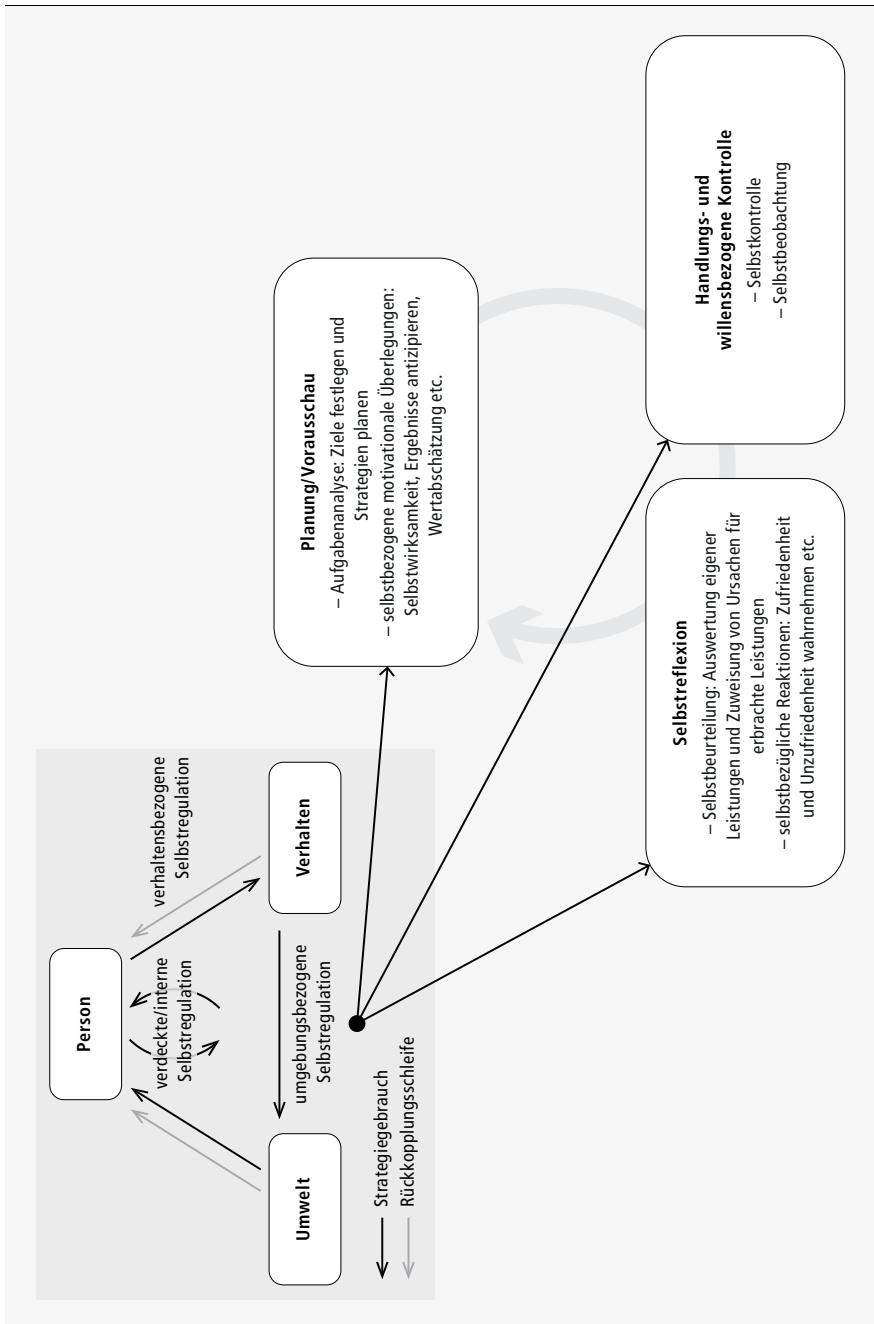 Person
verdeckte/interne
Selbstregulation
verhaltensbezogene
Selbstregulation
Umwelt
umgebungsbezogene
Selbstregulation
Verhalten
Strategiegebrauch
Rückkopplungsschleife
Planung/Vorausschau
– Aufgabenanalyse: Ziele festlegen und
Strategien planen
– selbstbezogene motivationale Überlegungen:
Selbstwirksamkeit, Ergebnisse antizipieren,
Wertabschätzung etc.
Selbstreflexion
– Selbstbeurteilung: Auswertung eigener
Leistungen und Zuweisung von Ursachen für
erbrachte Leistungen
– selbstbezügliche Reaktionen: Zufriedenheit
und Unzufriedenheit wahrnehmen etc.
Handlungs- und
willensbezogene Kontrolle
– Selbstkontrolle
– Selbstbeobachtung